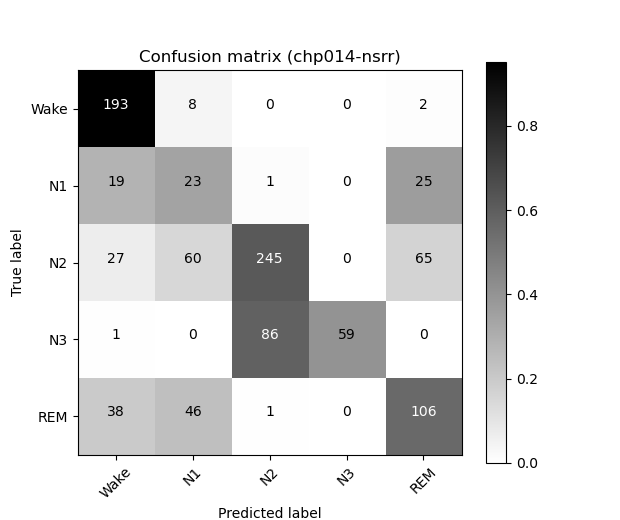 Confusion matrix (chp014-nsrr)
True label
Wake 193 8 0 0 2
N1 19 23 1 0 25
N2 27 60 245 0 65
N3 1 0 86 59 0
REM 38 46 1 0 106
Wake N1 N2 N3 REM
Predicted label
0.8
0.6
0.4
0.2
0.0